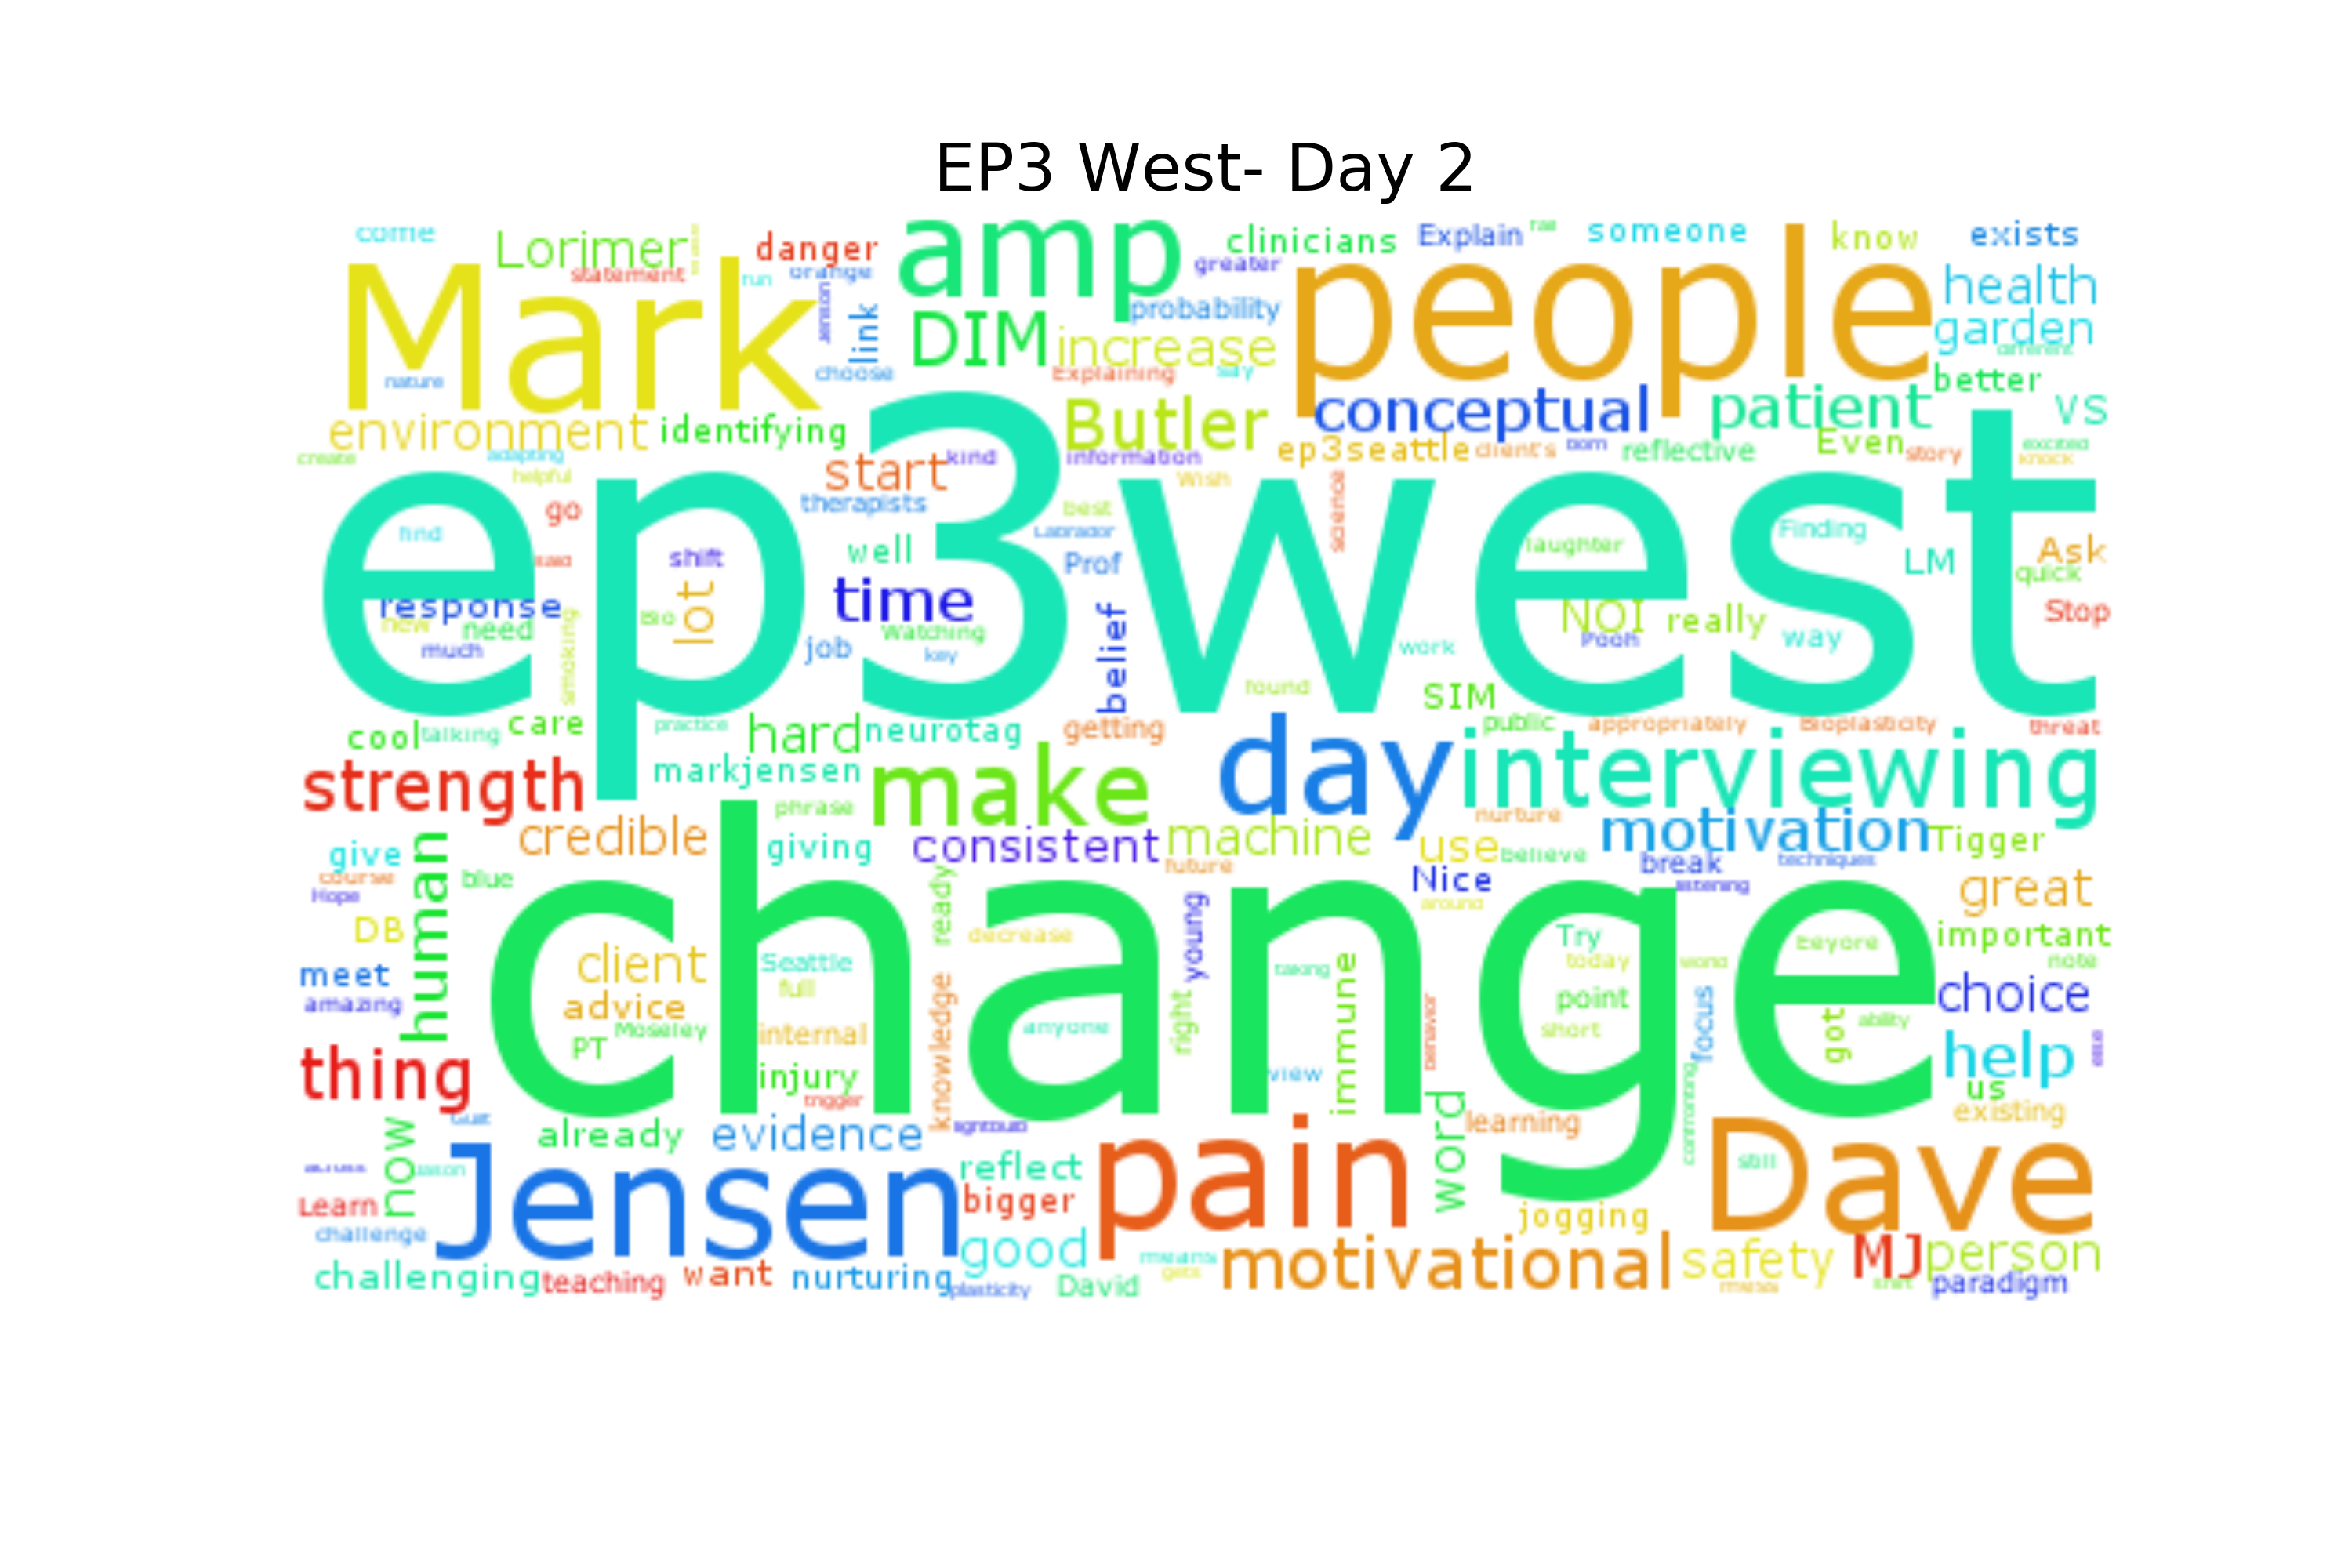 EP3 West- Day 2
come
Lorimer
danger
amp
clinicians
Explain
someone
know
exists
statement
orange
greater
people
health
Mark
fun
link
probability
garden
DIM
increase
different
nature
choose
Explaining
say
better
conceptual
patient
vs
environment
identifying
Butler
ep3seattle
client's
reflective
Even
story
excited
knock
create
adapting
helpful
start
kind
information
Wish
science
ep3west
go
therapists
best
Labrador
Finding
find
said
shift
well
Prof
laughter
LM
Ask
quick
response
new
need
much
smoking
Bio
lot
time
Watching
job
key
belief
work
NOI
really
Pooh
way
Stop
found
SIM
cool
talking
care
practice
hard
neurotag
getting
day
public
appropriately
Bioplasticity
threat
strength
markjensen
make
interviewing
phrase
nurture
credible
giving
consistent
machine
use
motivation
Tigger
give
human
future
believe
break
techniques
course
blue
change
Nice
listening
great
Hope
ready
young
around
DB
decrease
Try
Eeyore
important
client
Seattle
today
world
note
meet
full
taking
immune
amazing
advice
knowledge
point
focus
choice
PT
Moseley
internal
anyone
right
behavior
short
got
ability
thing
injury
view
help
trigger
us
confronting
word
learning
existing
now
already
evidence
lightbulb
pain
Dave
Jensen
reflect
still
Learn
bigger
jogging
challenge
good
means
motivational
safety
MJ
person
challenging
teaching
want
nurturing
plasticity
David
gets
paradigm